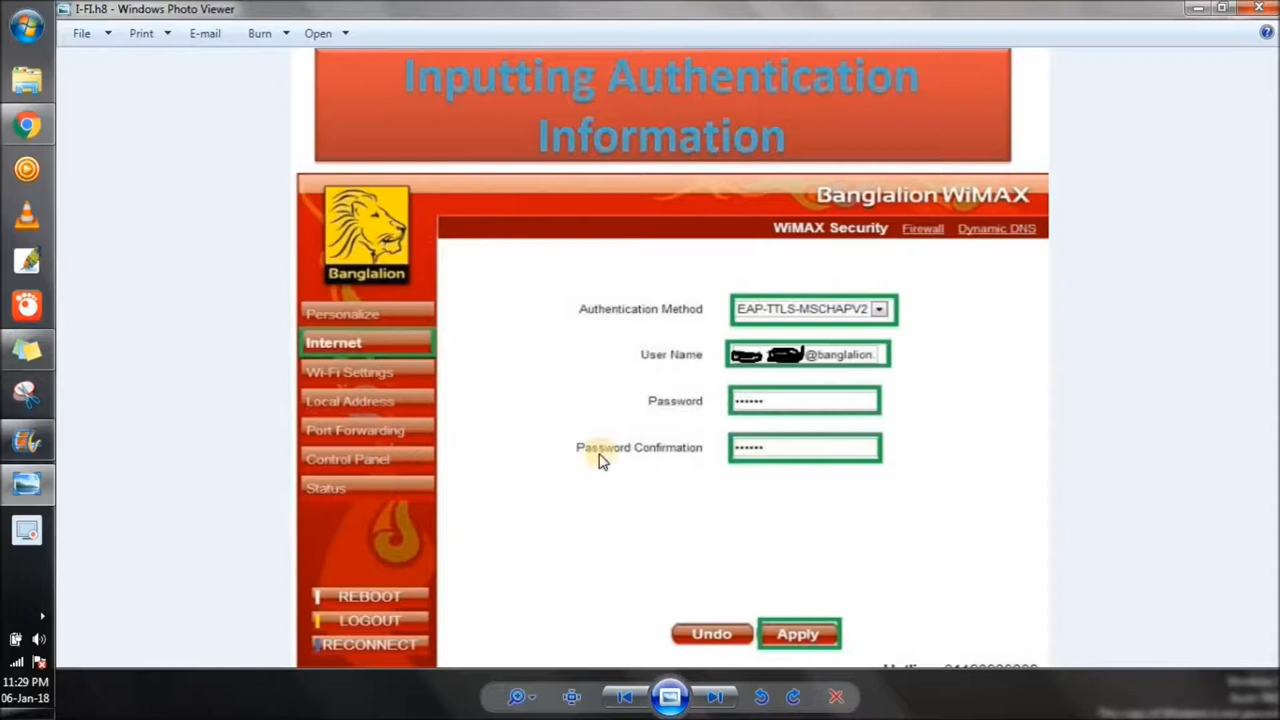 I-FI.h8 - Windows Photo Viewer
File Print E-mail Burn Open
Inputting Authentication
Information
Banglalion WiMAX
WiMAX Security Firewall Dynamic DNS
Banglalion
Personalize
Internet
Wi-Fi Settings
Local Address
Port Forwarding
Control Panel
Status
REBOOT
LOGOUT
RECONNECT
Authentication Method EAP-TTLS-MSCHAPV2
User Name @banglalion.
Password ••••••
Password Confirmation ••••••
Undo Apply
11:29 PM
06-Jan-18